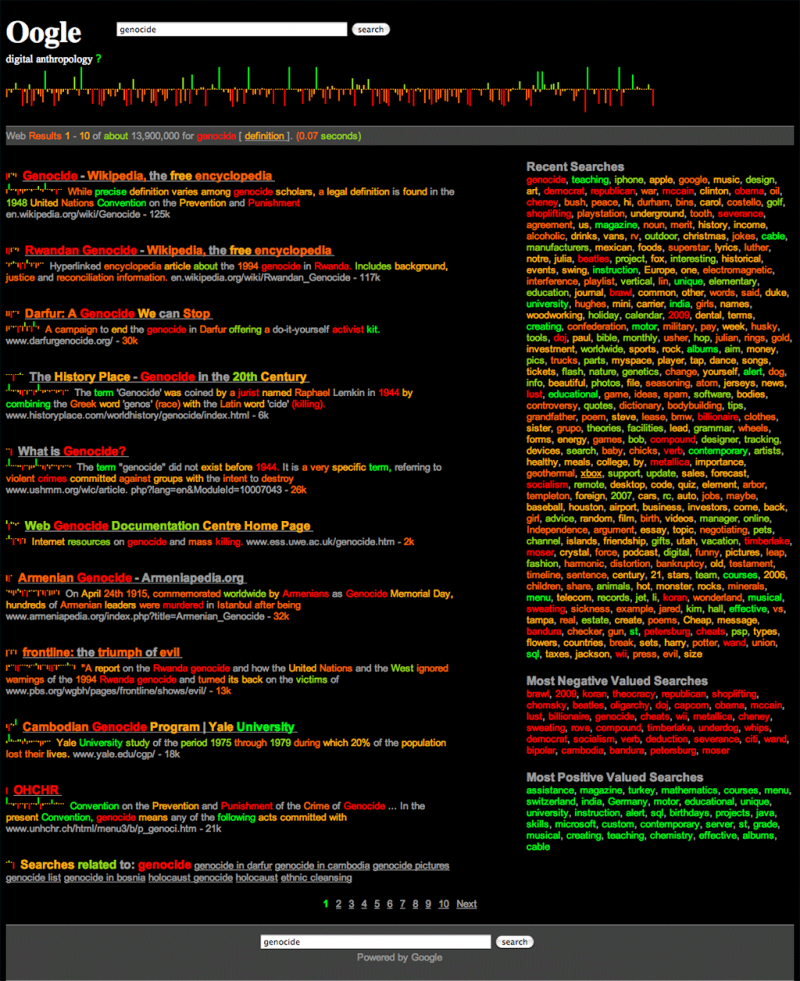 Oogle
genocide
search
digital anthropology ?
Web Results 1 - 10 of about 13,900,000 for genocide [ definition ]. (0.07 seconds)
Genocide - Wikipedia, the free encyclopedia
While precise definition varies among genocide scholars, a legal definition is found in the
1948 United Nations Convention on the Prevention and Punishment
en.wikipedia.org/wiki/Genocide - 125k
Rwandan Genocide - Wikipedia, the free encyclopedia
Hyperlinked encyclopedia article about the 1994 genocide in Rwanda. Includes background,
justice and reconciliation information. en.wikipedia.org/wiki/Rwandan_Genocide - 117k
Darfur: A Genocide We can Stop
A campaign to end the genocide in Darfur offering a do-it-yourself activist kit.
www.darfurgenocide.org/ - 30k
The History Place - Genocide in the 20th Century
The term 'Genocide' was coined by a jurist named Raphael Lemkin in 1944 by
combining the Greek word 'genos' (race) with the Latin word 'cide' (killing).
www.historyplace.com/worldhistory/genocide/index.html - 6k
What is Genocide?
The term "genocide" did not exist before 1944. It is a very specific term, referring to
violent crimes committed against groups with the intent to destroy
www.ushmm.org/wlc/article. php?lang=en&ModuleId=10007043 - 26k
Web Genocide Documentation Centre Home Page
Internet resources on genocide and mass killing. www.ess.uwe.ac.uk/genocide.htm - 2k
Armenian Genocide - Armeniapedia.org
On April 24th 1915, commemorated worldwide by Armenians as Genocide Memorial Day,
hundreds of Armenian leaders were murdered in Istanbul after being
www.armeniapedia.org/index.php?title=Armenian_Genocide - 32k
frontline: the triumph of evil
"A report on the Rwanda genocide and how the United Nations and the West ignored
warnings of the 1994 Rwanda genocide and turned its back on the victims of
www.pbs.org/wgbh/pages/frontline/shows/evil/ - 13k
Cambodian Genocide Program | Yale University
Yale University study of the period 1975 through 1979 during which 20% of the population
lost their lives. www.yale.edu/cgp/ - 18k
OHCHR
Convention on the Prevention and Punishment of the Crime of Genocide ... In the
present Convention, genocide means any of the following acts committed with
www.unhchr.ch/html/menu3/b/p_genoci.htm - 21k
Searches related to: genocide genocide in darfur genocide in cambodia genocide pictures
genocide list genocide in bosnia holocaust genocide holocaust ethnic cleansing
Recent Searches
genocide, teaching, iphone, apple, google, music, design,
art, democrat, republican, war, mccain, clinton, obama, oil,
cheney, bush, peace, hi, durham, bins, carol, costello, golf,
shoplifting, playstation, underground, tooth, severance,
agreement, us, magazine, noun, merit, history, income,
alcoholic, drinks, vans, rv, outdoor, christmas, jokes, cable,
manufacturers, mexican, foods, superstar, lyrics, luther,
notre, julia, beatles, project, fox, interesting, historical,
events, swing, instruction, Europe, one, electromagnetic,
interference, playlist, vertical, lin, unique, elementary,
education, journal, brawl, common, other, words, said, duke,
university, hughes, mini, carrier, india, girls, names,
woodworking, holiday, calendar, 2009, dental, terms,
creating, confederation, motor, military, pay, week, husky,
tools, doj, paul, bible, monthly, usher, hop, julian, rings, gold,
investment, worldwide, sports, rock, albums, aim, money,
pics, trucks, parts, myspace, player, tap, dance, songs,
tickets, flash, nature, genetics, change, yourself, alert, dog,
info, beautiful, photos, file, seasoning, atom, jerseys, news,
lust, educational, game, ideas, spam, software, bodies,
controversy, quotes, dictionary, bodybuilding, tips,
grandfather, poem, steve, lease, bmw, billionaire, clothes,
sister, grupo, theories, facilities, lead, grammar, wheels,
forms, energy, games, bob, compound, designer, tracking,
devices, search, baby, chicks, verb, contemporary, artists,
healthy, meals, college, by, metallica, importance,
geothermal, xbox, support, update, sales, forecast,
socialism, remote, desktop, code, quiz, element, arbor,
templeton, foreign, 2007, cars, rc, auto, jobs, maybe,
baseball, houston, airport, business, investors, come, back,
girl, advice, random, film, birth, videos, manager, online,
Independence, argument, essay, topic, negotiating, pets,
channel, islands, friendship, gifts, utah, vacation, timberlake,
moser, crystal, force, podcast, digital, funny, pictures, leap,
fashion, harmonic, distortion, bankruptcy, old, testament,
timeline, sentence, century, 21, stars, team, courses, 2006,
children, share, animals, hot, monster, rocks, minerals,
menu, telecom, records, jet, li, koran, wonderland, musical,
sweating, sickness, example, jared, kim, hall, effective, vs,
tampa, real, estate, create, poems, Cheap, message,
bandura, checker, gun, st, petersburg, cheats, psp, types,
flowers, countries, break, sets, harry, potter, wand, union,
sql, taxes, jackson, wii, press, evil, size
Most Negative Valued Searches
brawl, 2009, koran, theocracy, republican, shoplifting,
chomsky, beatles, oligarchy, doj, capcom, obama, mccain,
lust, billionaire, genocide, cheats, wii, metallica, cheney,
sweating, rove, compound, timberlake, underdog, whips,
democrat, socialism, verb, deduction, severance, citi, wand,
bipolar, cambodia, bandura, petersburg, moser
Most Positive Valued Searches
assistance, magazine, turkey, mathematics, courses, menu,
switzerland, india, Germany, motor, educational, unique,
university, instruction, alert, sql, birthdays, projects, java,
skills, microsoft, custom, contemporary, server, st, grade,
musical, creating, teaching, chemistry, effective, albums,
cable
1 2 3 4 5 6 7 8 9 10 Next
genocide
search
Powered by Google